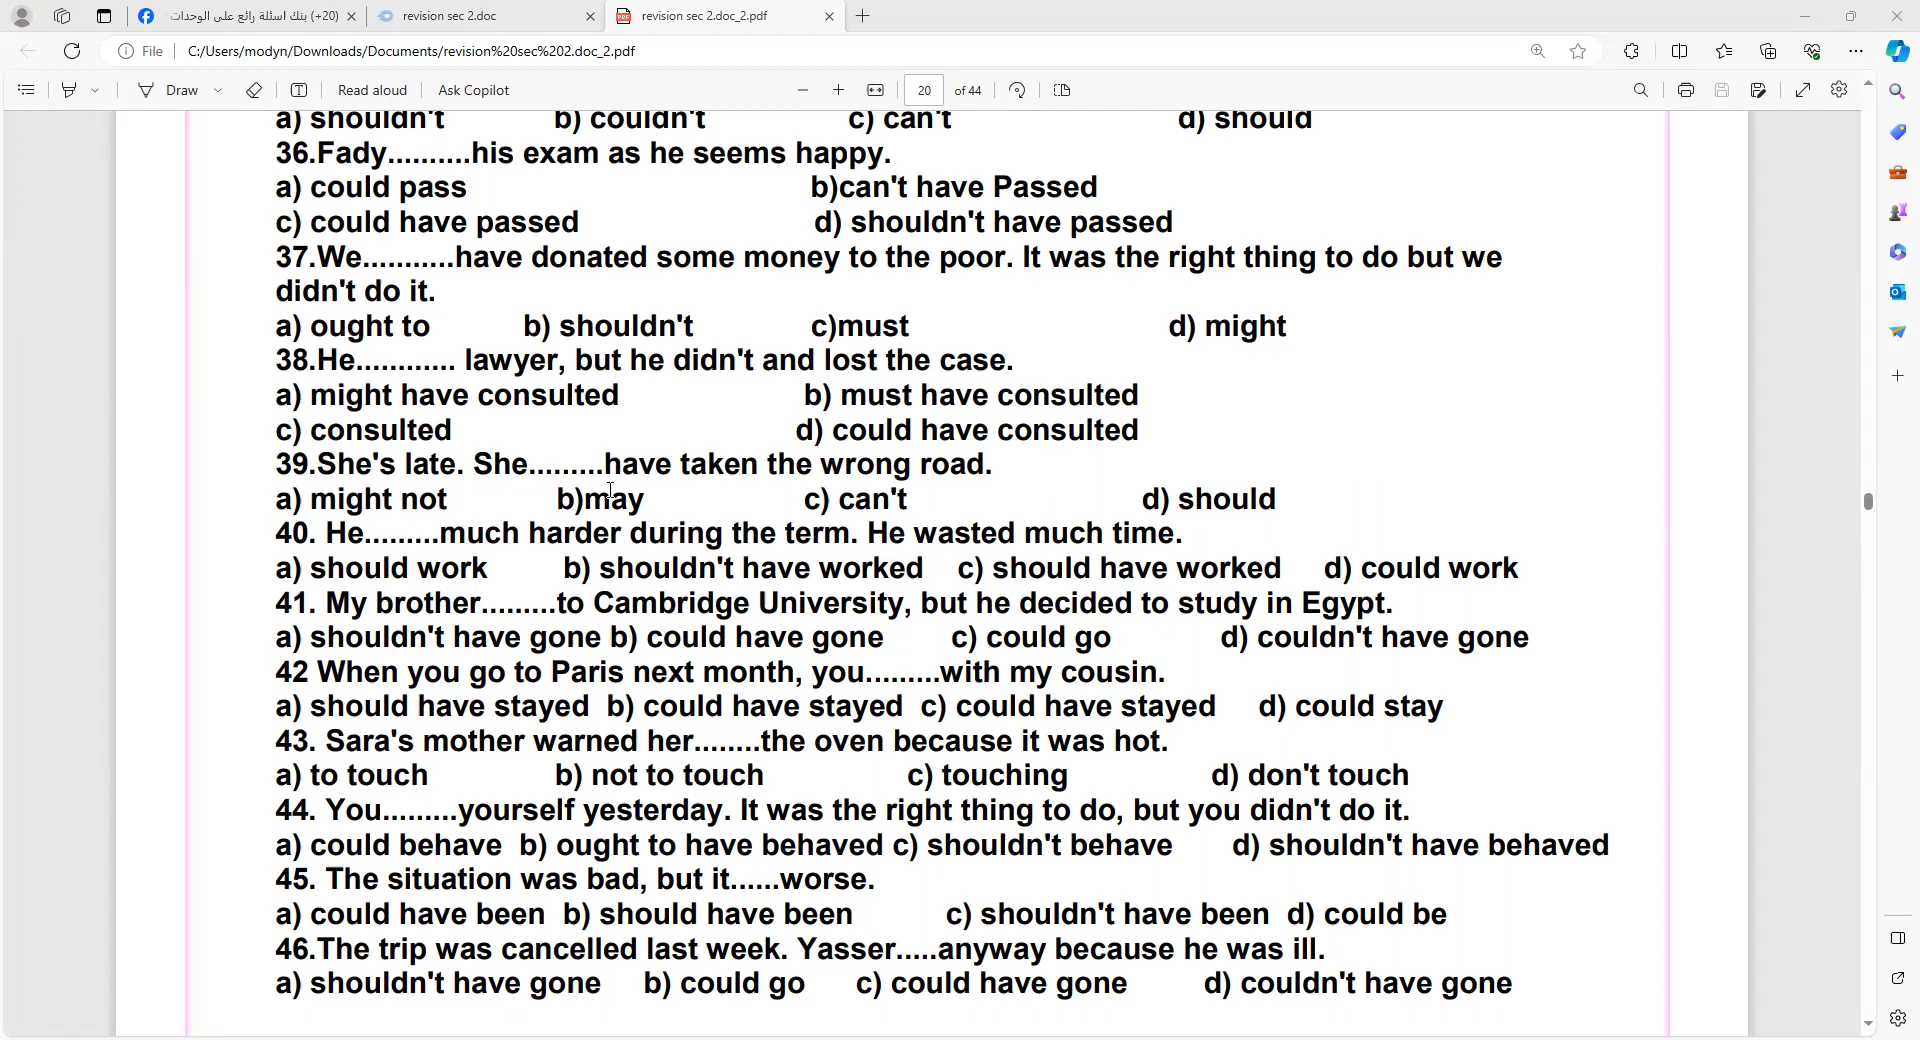 (20+) بنك اسئلة رائع على الوحدات
revision sec 2.doc
revision sec 2.doc_2.pdf
File
C:/Users/modyn/Downloads/Documents/revision%20sec%202.doc_2.pdf
Draw
Read aloud
Ask Copilot
20
of 44
a) shouldn't b) couldn't c) can't d) should
36.Fady..........his exam as he seems happy.
a) could pass b)can't have Passed
c) could have passed d) shouldn't have passed
37.We...........have donated some money to the poor. It was the right thing to do but we
didn't do it.
a) ought to b) shouldn't c)must d) might
38.He............ lawyer, but he didn't and lost the case.
a) might have consulted b) must have consulted
c) consulted d) could have consulted
39.She's late. She.........have taken the wrong road.
a) might not b)may c) can't d) should
40. He.........much harder during the term. He wasted much time.
a) should work b) shouldn't have worked c) should have worked d) could work
41. My brother.........to Cambridge University, but he decided to study in Egypt.
a) shouldn't have gone b) could have gone c) could go d) couldn't have gone
42 When you go to Paris next month, you.........with my cousin.
a) should have stayed b) could have stayed c) could have stayed d) could stay
43. Sara's mother warned her........the oven because it was hot.
a) to touch b) not to touch c) touching d) don't touch
44. You.........yourself yesterday. It was the right thing to do, but you didn't do it.
a) could behave b) ought to have behaved c) shouldn't behave d) shouldn't have behaved
45. The situation was bad, but it......worse.
a) could have been b) should have been c) shouldn't have been d) could be
46.The trip was cancelled last week. Yasser.....anyway because he was ill.
a) shouldn't have gone b) could go c) could have gone d) couldn't have gone